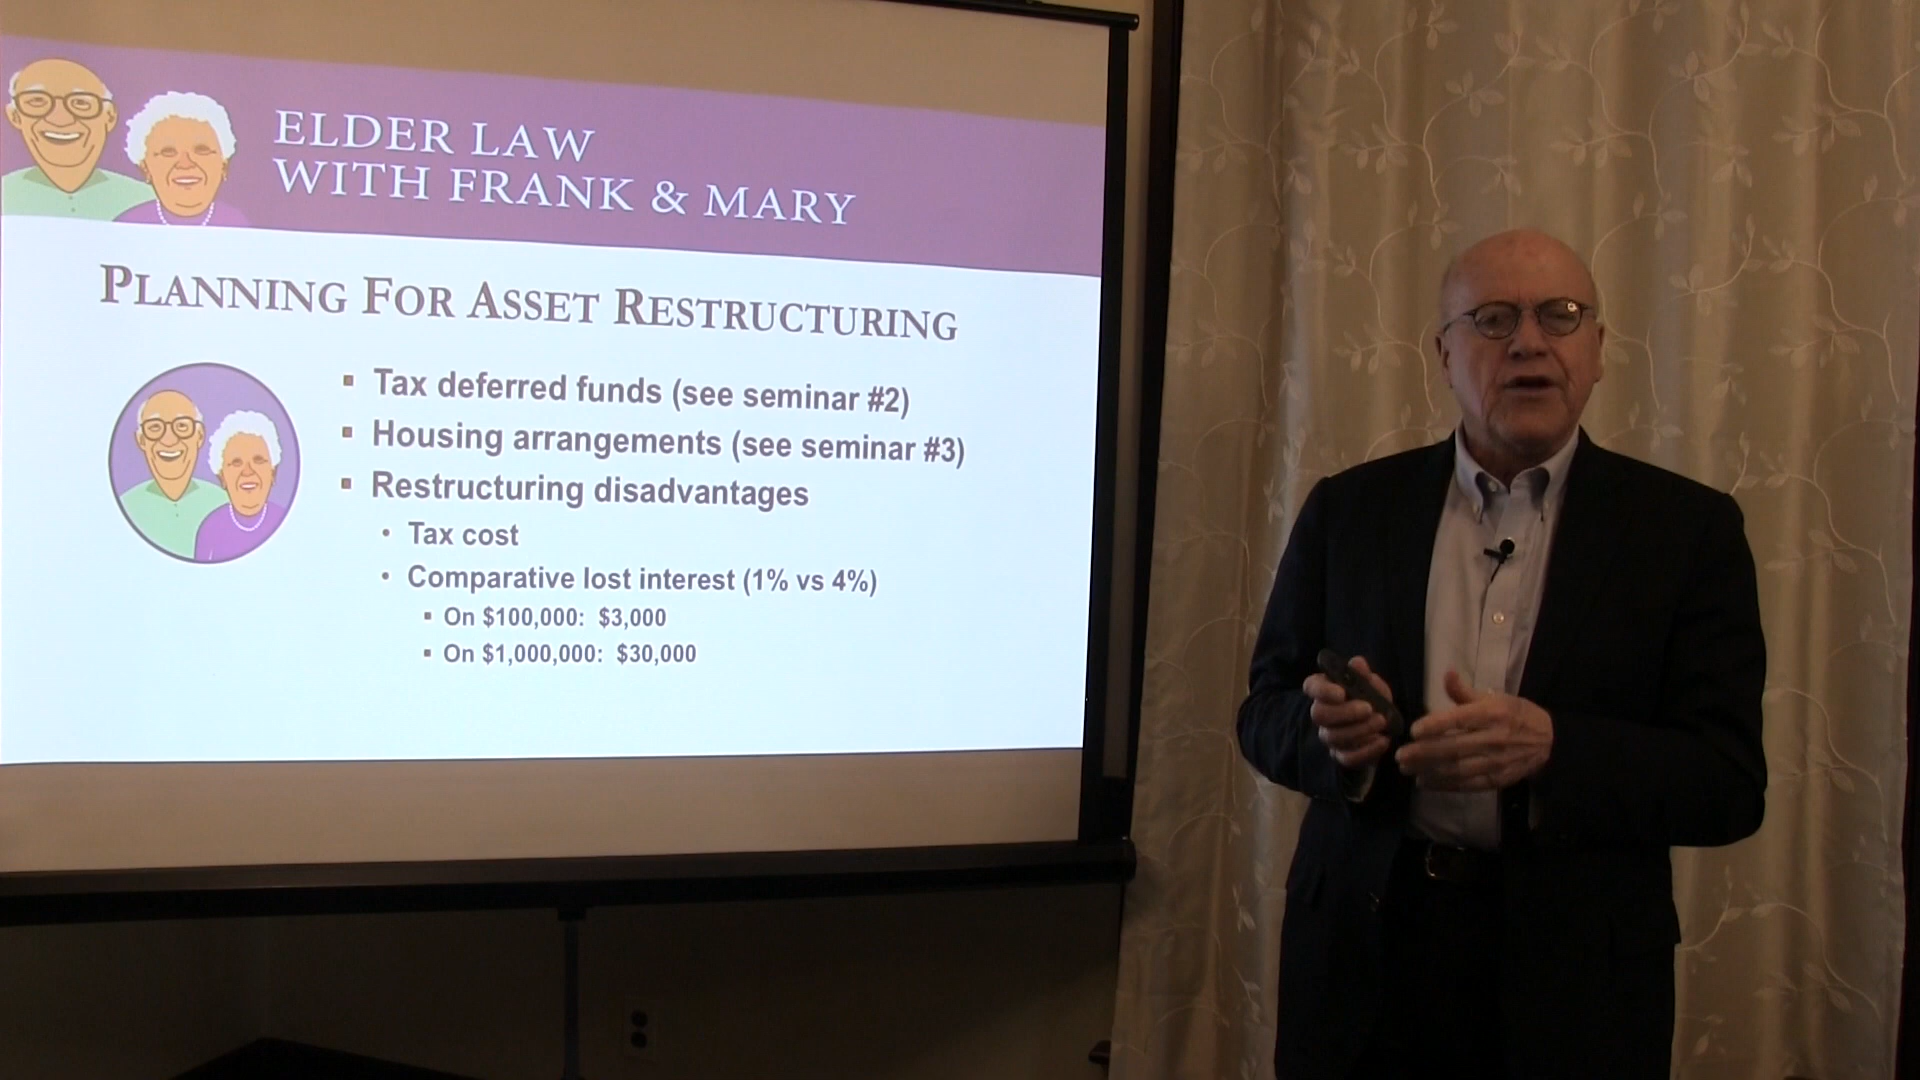 ELDER LAW
WITH FRANK & MARY
PLANNING FOR ASSET RESTRUCTURING
▪ Tax deferred funds (see seminar #2)
▪ Housing arrangements (see seminar #3)
▪ Restructuring disadvantages
• Tax cost
• Comparative lost interest (1% vs 4%)
▪ On $100,000: $3,000
▪ On $1,000,000: $30,000